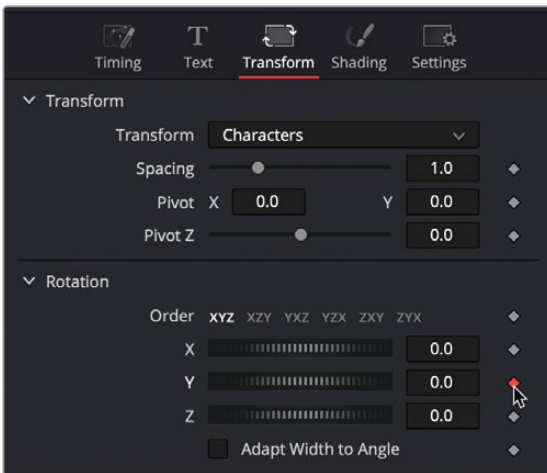 Timing Text Transform Shading Settings
Transform
Transform Characters
Spacing 1.0
Pivot X 0.0 Y 0.0
Pivot Z 0.0
Rotation
Order XYZ XZY YXZ YZX ZXY ZYX
X 0.0
Y 0.0
Z 0.0
Adapt Width to Angle